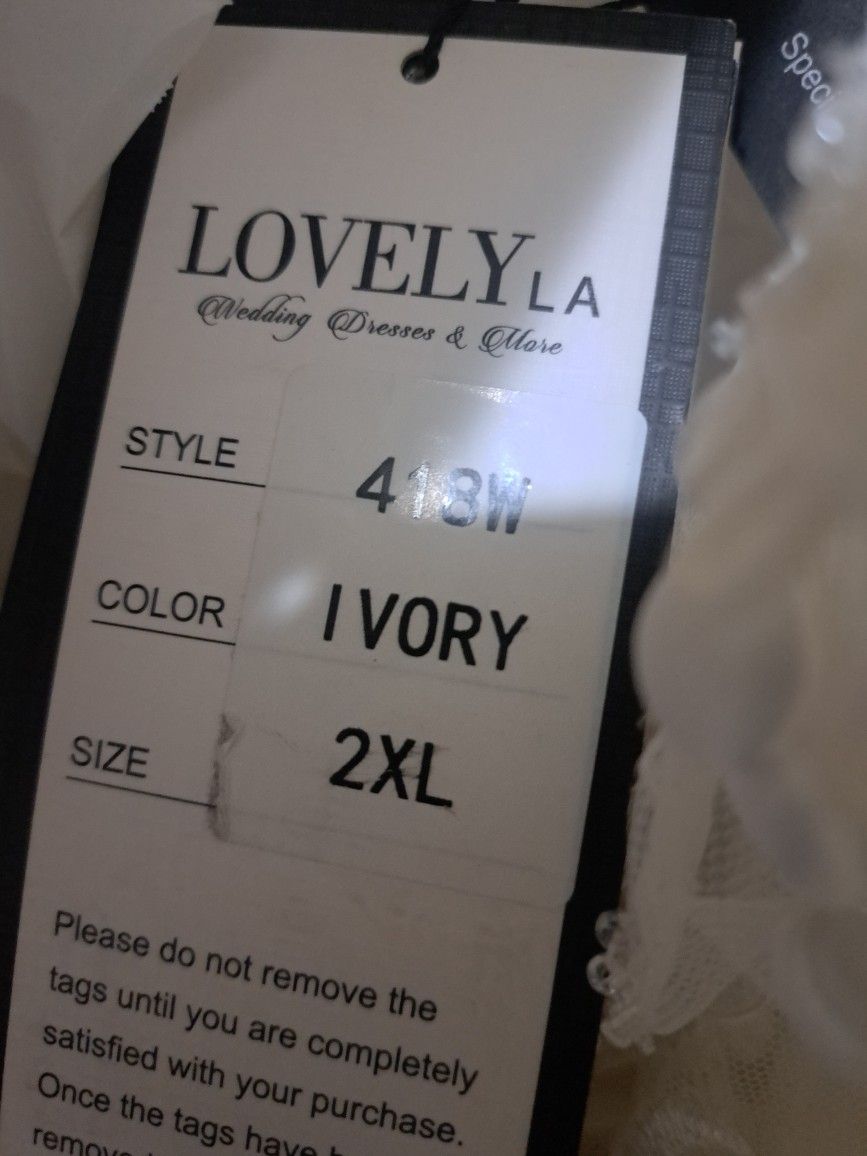 Speci
LOVELY LA
Wedding Dresses & More
STYLE 418W
COLOR IVORY
SIZE 2XL
Please do not remove the
tags until you are completely
satisfied with your purchase.
Once the tags have